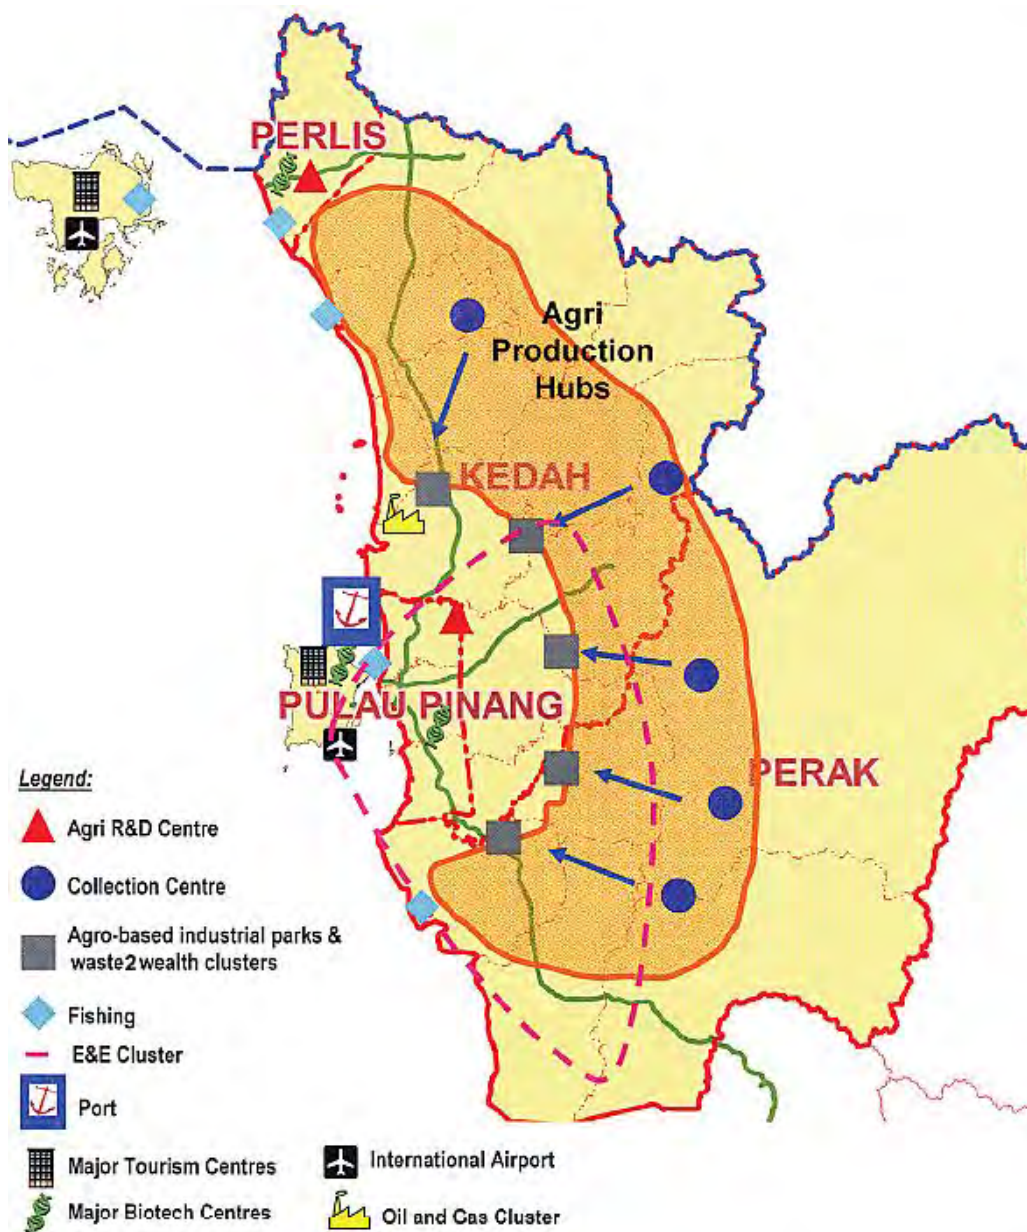 PERLIS
Agri
Production
Hubs
KEDAH
PULAU PINANG
PERAK
Legend:
Agri R&D Centre
Collection Centre
Agro-based industrial parks &
waste2wealth clusters
Fishing
E&E Cluster
Port
Major Tourism Centres
International Airport
Major Biotech Centres
Oil and Gas Cluster